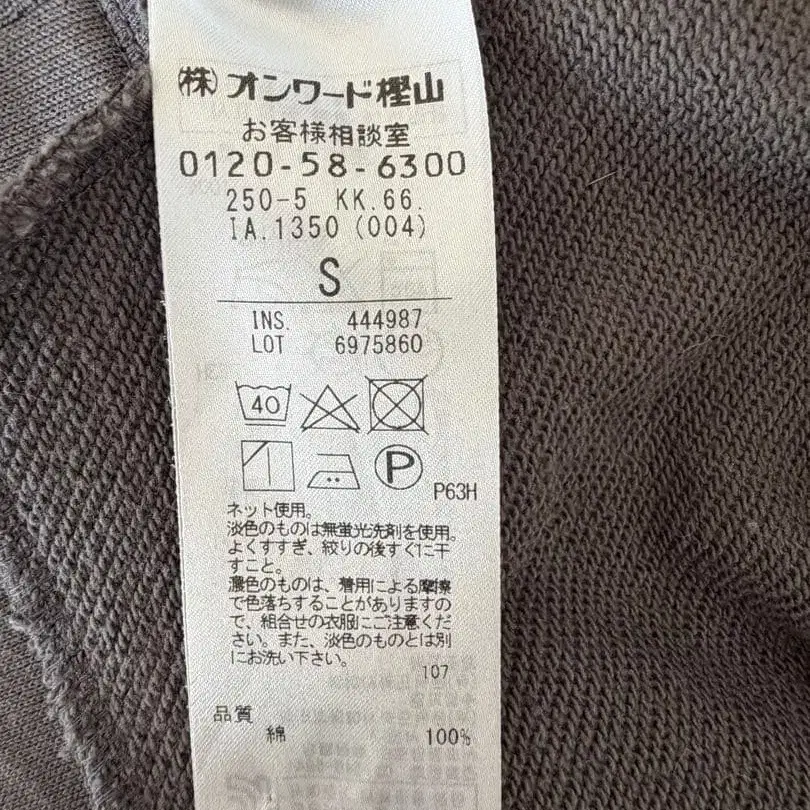 ㈱オンワード樫山
お客様相談室
0120-58-6300
250-5 KK.66.
IA.1350 (004)
S
INS. 444987
LOT 6975860
40
P
P63H
ネット使用。
淡色のものは無蛍光洗剤を使用。
よくすすぎ、絞りの後すぐに干
すこと。
濃色のものは、着用による摩擦
で色落ちすることがありますの
で、組合せの衣服にご注意くだ
さい。また、淡色のものとは別
にお洗い下さい。
107
品質
綿 100%